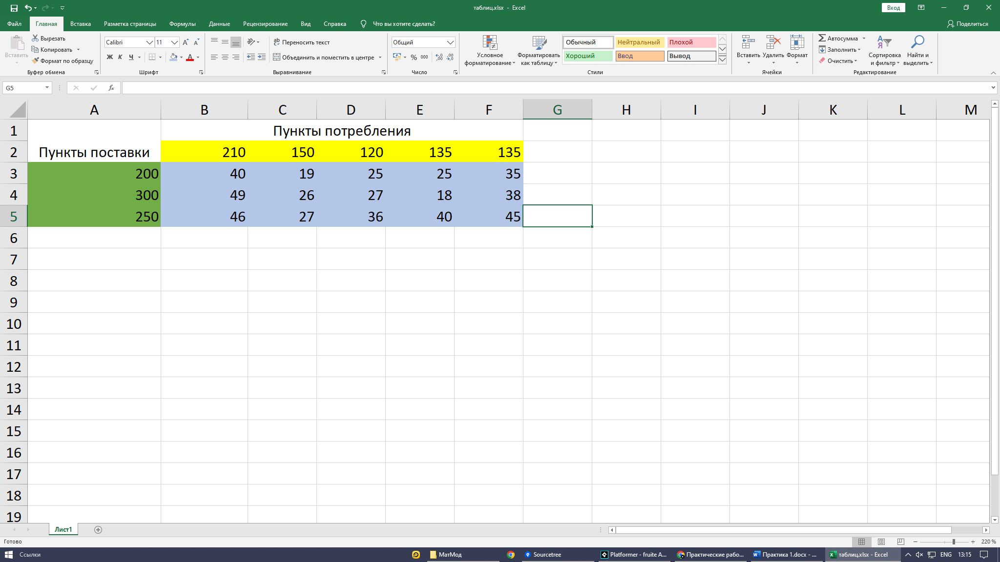 таблиц.xlsx - Excel
Вход
Файл Главная Вставка Разметка страницы Формулы Данные Рецензирование Вид Справка Что вы хотите сделать? Поделиться
Вставить
Вырезать
Копировать
Формат по образцу
Буфер обмена
Calibri 11
Ж К Ч
Шрифт
Переносить текст
Объединить и поместить в центре
Выравнивание
Общий
% 000
Число
Условное форматирование
Форматировать как таблицу
Обычный Нейтральный Плохой
Хороший Ввод Вывод
Стили
Вставить Удалить Формат
Ячейки
Автосумма
Заполнить
Очистить
Сортировка и фильтр
Найти и выделить
Редактирование
G5 fx
A B C D E F G H I J K L M
1 Пункты потребления
2 Пункты поставки 210 150 120 135 135
3 200 40 19 25 25 35
4 300 49 26 27 18 38
5 250 46 27 36 40 45
6
7
8
9
10
11
12
13
14
15
16
17
18
19
Лист1
Готово 220 %
Ссылки МатМод Sourcetree Platformer - fruite A... Практические рабо... Практика 1.docx - ... таблиц.xlsx - Excel ENG 13:15